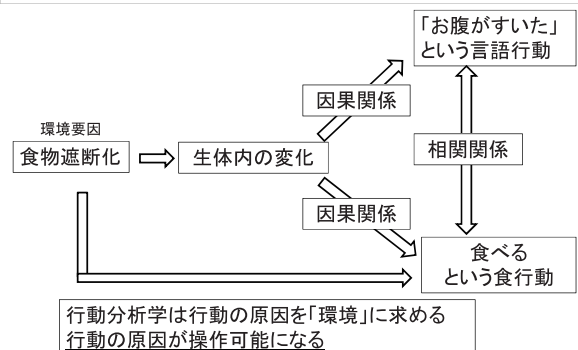 「お腹がすいた」
という言語行動
因果関係
環境要因
食物遮断化
生体内の変化
相関関係
因果関係
食べる
という食行動
行動分析学は行動の原因を「環境」に求める
行動の原因が操作可能になる